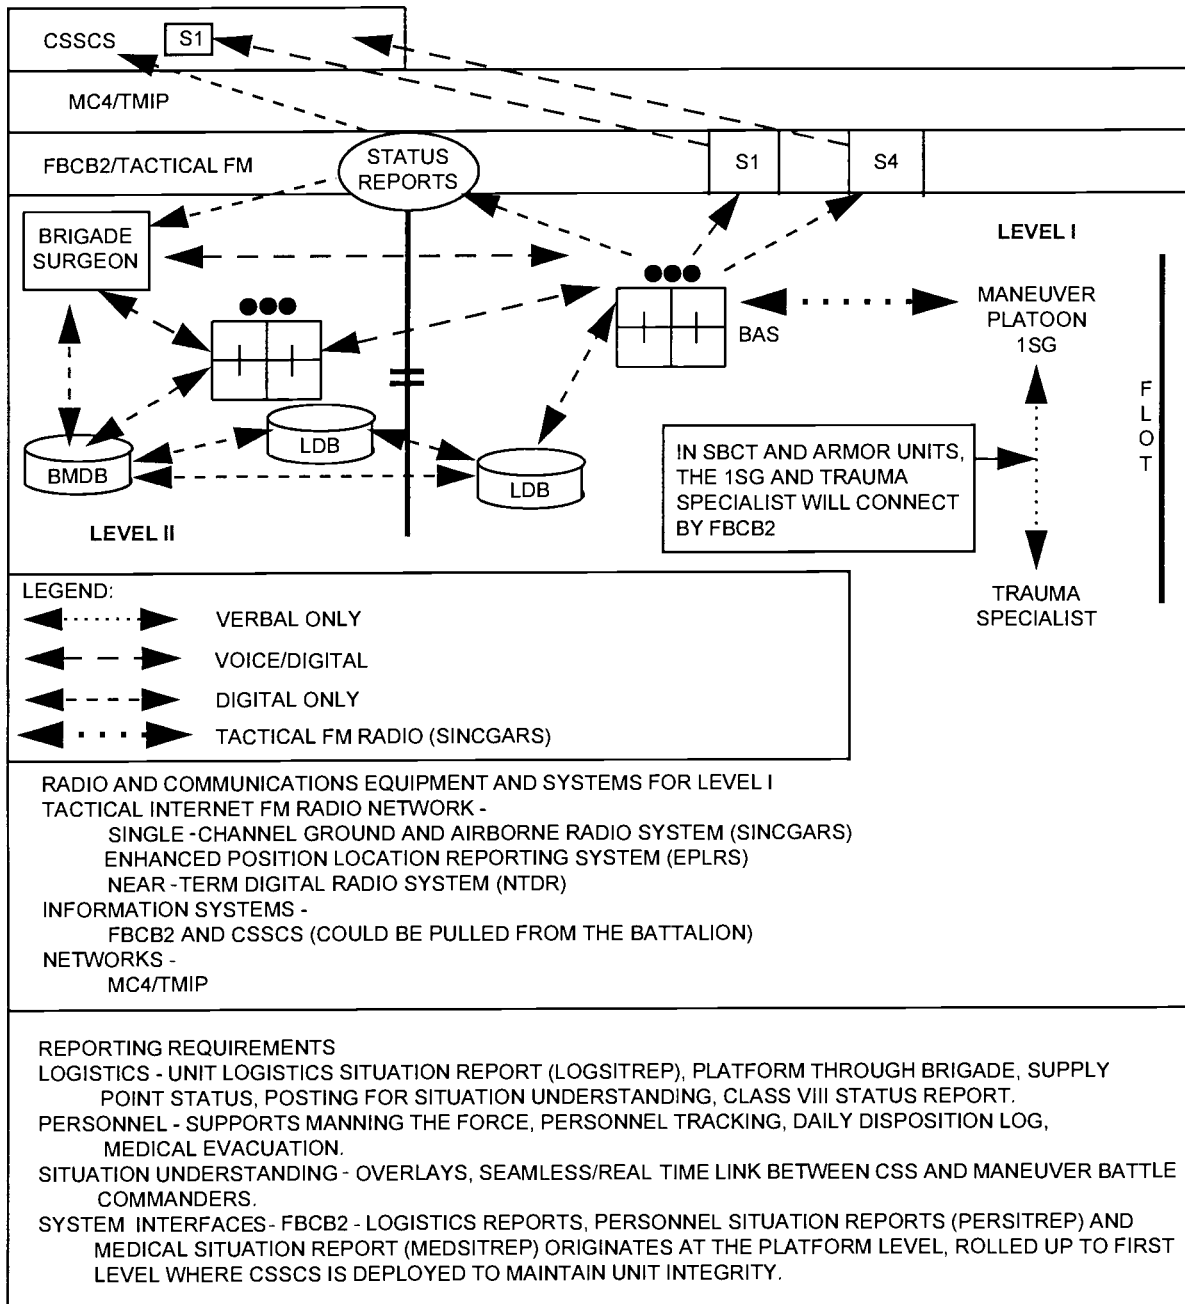 CSSCS
S1
MC4/TMIP
FBCB2/TACTICAL FM
STATUS
REPORTS
S1
S4
BRIGADE
SURGEON
LEVEL I
MANEUVER
PLATOON
1SG
BAS
F
L
O
T
BMDB
LDB
LDB
IN SBCT AND ARMOR UNITS,
THE 1SG AND TRAUMA
SPECIALIST WILL CONNECT
BY FBCB2
LEVEL II
TRAUMA
SPECIALIST
LEGEND:
VERBAL ONLY
VOICE/DIGITAL
DIGITAL ONLY
TACTICAL FM RADIO (SINCGARS)
RADIO AND COMMUNICATIONS EQUIPMENT AND SYSTEMS FOR LEVEL I
TACTICAL INTERNET FM RADIO NETWORK -
SINGLE -CHANNEL GROUND AND AIRBORNE RADIO SYSTEM (SINCGARS)
ENHANCED POSITION LOCATION REPORTING SYSTEM (EPLRS)
NEAR -TERM DIGITAL RADIO SYSTEM (NTDR)
INFORMATION SYSTEMS -
FBCB2 AND CSSCS (COULD BE PULLED FROM THE BATTALION)
NETWORKS -
MC4/TMIP
REPORTING REQUIREMENTS
LOGISTICS - UNIT LOGISTICS SITUATION REPORT (LOGSITREP), PLATFORM THROUGH BRIGADE, SUPPLY
POINT STATUS, POSTING FOR SITUATION UNDERSTANDING, CLASS VIII STATUS REPORT.
PERSONNEL - SUPPORTS MANNING THE FORCE, PERSONNEL TRACKING, DAILY DISPOSITION LOG,
MEDICAL EVACUATION.
SITUATION UNDERSTANDING - OVERLAYS, SEAMLESS/REAL TIME LINK BETWEEN CSS AND MANEUVER BATTLE
COMMANDERS.
SYSTEM INTERFACES- FBCB2 - LOGISTICS REPORTS, PERSONNEL SITUATION REPORTS (PERSITREP) AND
MEDICAL SITUATION REPORT (MEDSITREP) ORIGINATES AT THE PLATFORM LEVEL, ROLLED UP TO FIRST
LEVEL WHERE CSSCS IS DEPLOYED TO MAINTAIN UNIT INTEGRITY.